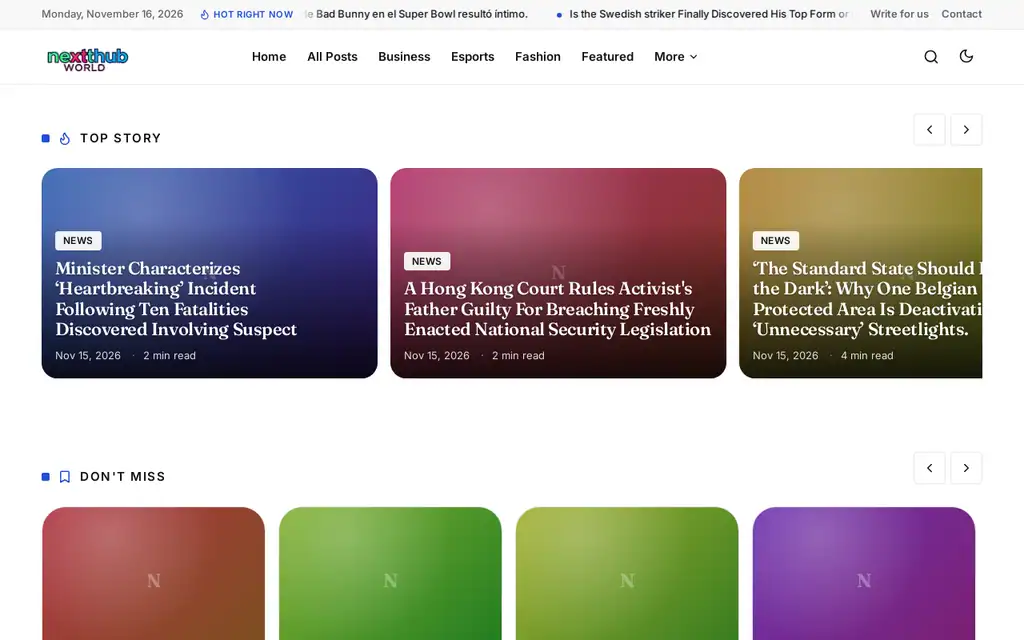 Monday, November 16, 2026
HOT RIGHT NOW
Bad Bunny en el Super Bowl resultó íntimo.
Is the Swedish striker Finally Discovered His Top Form or
Write for us
Contact
nextthub
WORLD
Home
All Posts
Business
Esports
Fashion
Featured
More
TOP STORY
NEWS
Minister Characterizes
‘Heartbreaking’ Incident
Following Ten Fatalities
Discovered Involving Suspect
Nov 15, 2026 · 2 min read
N
NEWS
A Hong Kong Court Rules Activist's
Father Guilty For Breaching Freshly
Enacted National Security Legislation
Nov 15, 2026 · 2 min read
NEWS
‘The Standard State Should
the Dark’: Why One Belgian
Protected Area Is
‘Unnecessary’ Streetlights.
Nov 15, 2026 · 4 min read
DON'T MISS
N
N
N
N